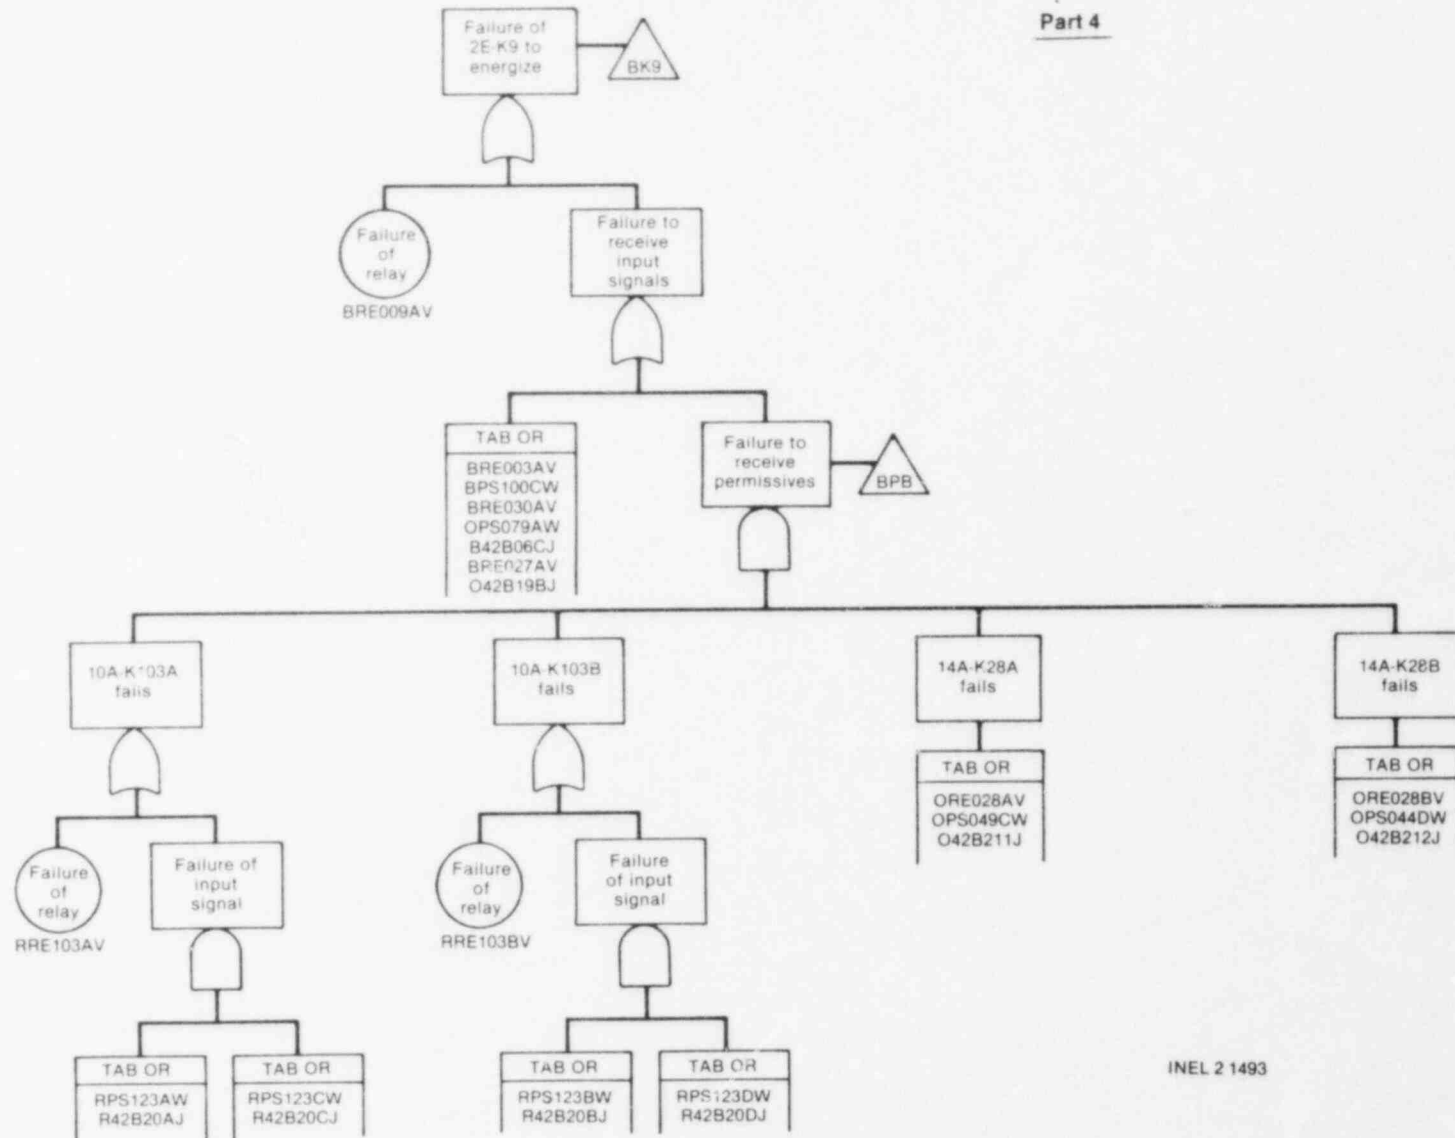 Part 4
Failure of
2E-K9 to
energize
BK9
Failure
of
relay
BRE009AV
Failure to
receive
input
signals
TAB OR
BRE003AV
BPS100CW
BRE030AV
OPS079AW
B42B06CJ
BRE027AV
O42B19BJ
Failure to
receive
permissives
BPB
10A-K103A
fails
10A-K103B
fails
14A-K28A
fails
14A-K28B
fails
Failure
of
relay
RRE103AV
Failure of
input
signal
Failure
of
relay
RRE103BV
Failure
of input
signal
TAB OR
ORE028AV
OPS049CW
O42B211J
TAB OR
ORE028BV
OPS044DW
O42B212J
TAB OR
RPS123AW
R42B20AJ
TAB OR
RPS123CW
R42B20CJ
TAB OR
RPS123BW
R42B20BJ
TAB OR
RPS123DW
R42B20DJ
INEL 2 1493